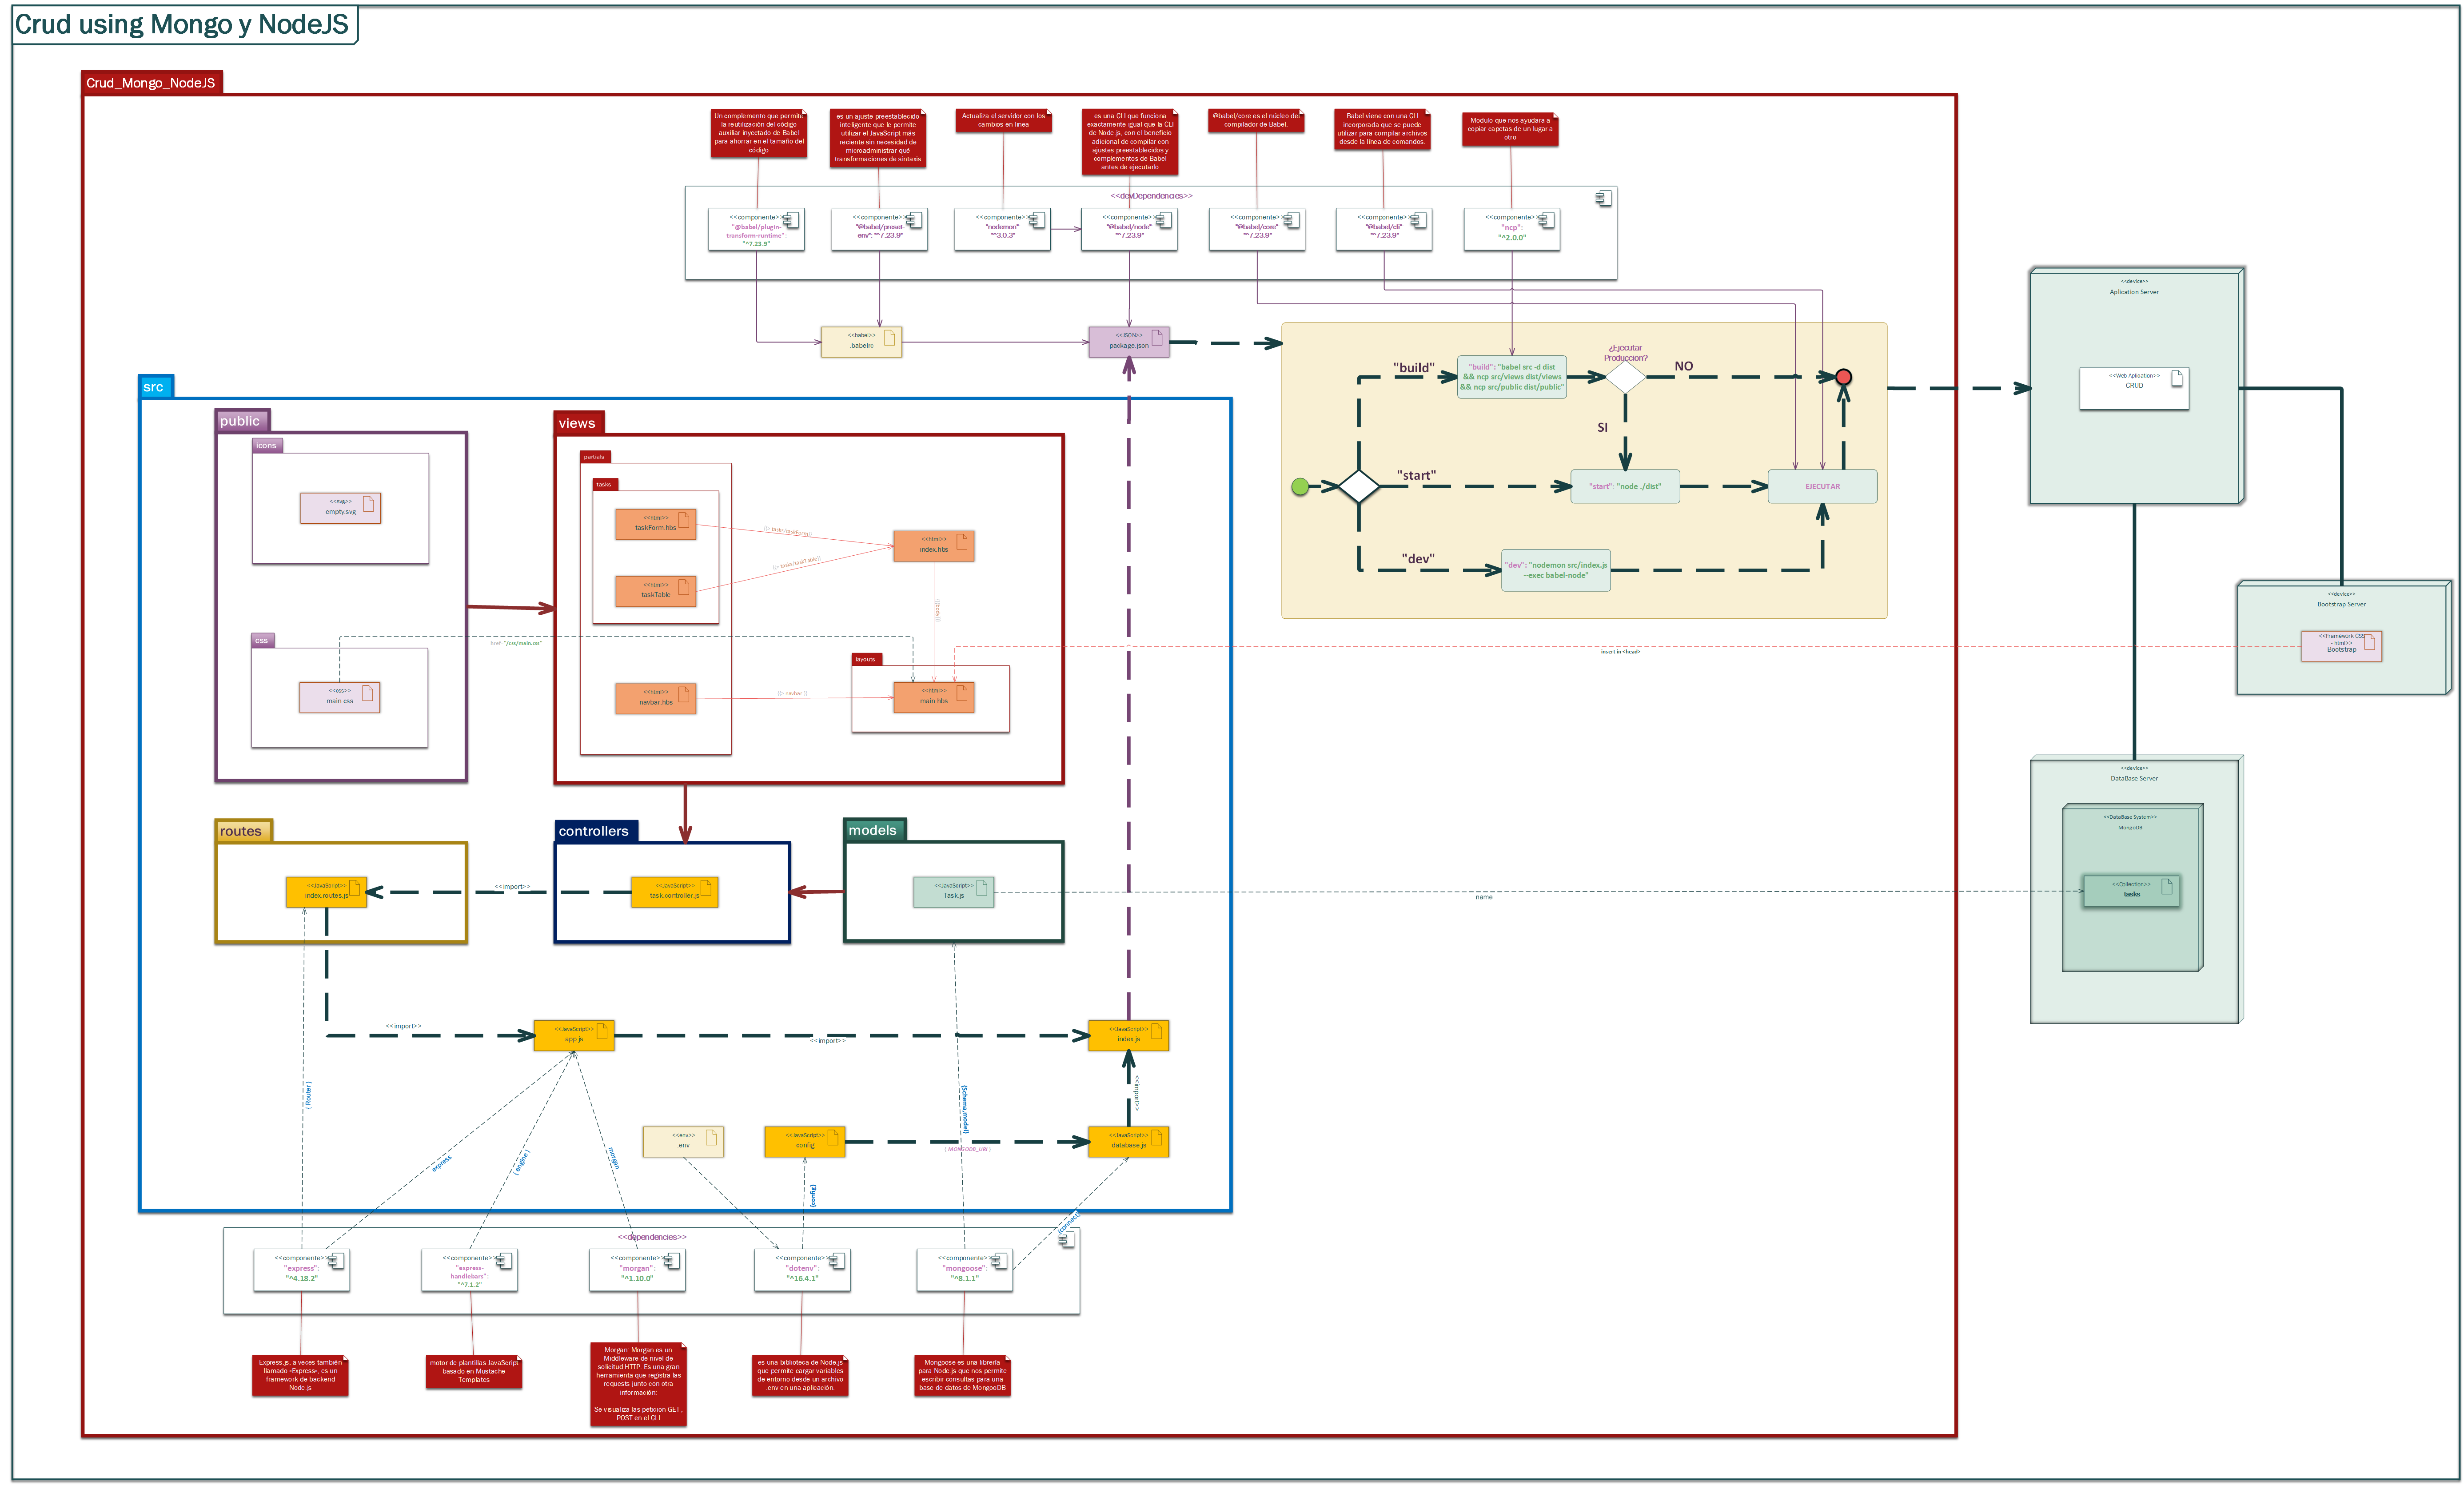 Crud using Mongo y NodeJS
Crud_Mongo_NodeJS
Un complemento que permite
la reutilización del código
auxiliar inyectado de Babel
para ahorrar en el tamaño del
código
es un ajuste preestablecido
inteligente que le permite
utilizar el JavaScript más
reciente sin necesidad de
microadministrar qué
transformaciones de sintaxis
Actualiza el servidor con los
cambios en linea
es una CLI que funciona
exactamente igual que la CLI
de Node.js, con el beneficio
adicional de compilar con
ajustes preestablecidos y
complementos de Babel
antes de ejecutarlo
@babel/core es el núcleo del
compilador de Babel.
Babel viene con una CLI
incorporada que se puede
utilizar para compilar archivos
desde la línea de comandos.
Modulo que nos ayudara a
copiar capetas de un lugar a
otro
<<devDependencies>>
<<componente>>
"@babel/plugin-
transform-runtime":
"^7.23.9"
<<componente>>
"@babel/preset-
env": "^7.23.9"
<<componente>>
"nodemon":
"^3.0.3"
<<componente>>
"@babel/node":
"^7.23.9"
<<componente>>
"@babel/core":
"^7.23.9"
<<componente>>
"@babel/cli":
"^7.23.9"
<<componente>>
"ncp":
"^2.0.0"
<<babel>>
.babelrc
<<JSON>>
package.json
"build"
"build": "babel src -d dist
&& ncp src/views dist/views
&& ncp src/public dist/public"
¿Ejecutar
Produccion?
NO
SI
"start"
"start": "node ./dist"
EJECUTAR
"dev"
"dev": "nodemon src/index.js
--exec babel-node"
<<device>>
Aplication Server
<<Web Aplication>>
CRUD
<<device>>
Bootstrap Server
<<Framework CSS
- html>>
Bootstrap
insert in <head>
<<device>>
DataBase Server
<<DataBase System>>
MongoDB
<<Collection>>
tasks
name
src
public
icons
<<svg>>
empty.svg
css
<<css>>
main.css
href="/css/main.css"
views
partials
tasks
<<html>>
taskForm.hbs
{{> tasks/taskForm}}
<<html>>
taskTable
{{> tasks/taskTable}}
<<html>>
index.hbs
{{{body}}}
<<html>>
navbar.hbs
{{> navbar }}
layouts
<<html>>
main.hbs
routes
<<JavaScript>>
index.routes.js
<<import>>
controllers
<<JavaScript>>
task.controller.js
models
<<JavaScript>>
Task.js
<<import>>
<<JavaScript>>
app.js
<<import>>
<<JavaScript>>
index.js
<<import>>
{ Router }
express
{ engine }
morgan
<<env>>
.env
<<JavaScript>>
config
{config}
{ MONGODB_URI }
{Schema,model}
<<JavaScript>>
database.js
{connect}
<<dependencies>>
<<componente>>
"express":
"^4.18.2"
<<componente>>
"express-
handlebars":
"^7.1.2"
<<componente>>
"morgan":
"^1.10.0"
<<componente>>
"dotenv":
"^16.4.1"
<<componente>>
"mongoose":
"^8.1.1"
Express.js, a veces también
llamado «Express», es un
framework de backend
Node.js
motor de plantillas JavaScript
basado en Mustache
Templates
Morgan: Morgan es un
Middleware de nivel de
solicitud HTTP. Es una gran
herramienta que registra las
requests junto con otra
información:
Se visualiza las peticion GET ,
POST en el CLI
es una biblioteca de Node.js
que permite cargar variables
de entorno desde un archivo
.env en una aplicación.
Mongoose es una librería
para Node.js que nos permite
escribir consultas para una
base de datos de MongooDB